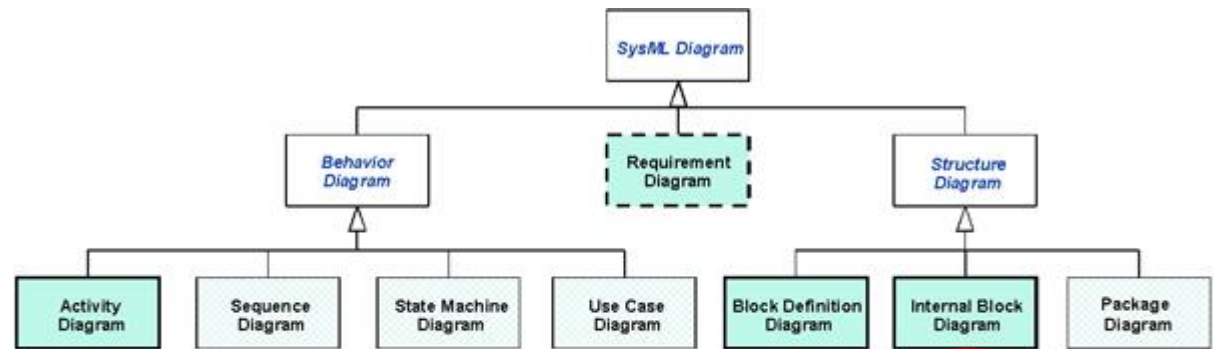 SysML Diagram
Behavior
Diagram
Requirement
Diagram
Structure
Diagram
Activity
Diagram
Sequence
Diagram
State Machine
Diagram
Use Case
Diagram
Block Definition
Diagram
Internal Block
Diagram
Package
Diagram